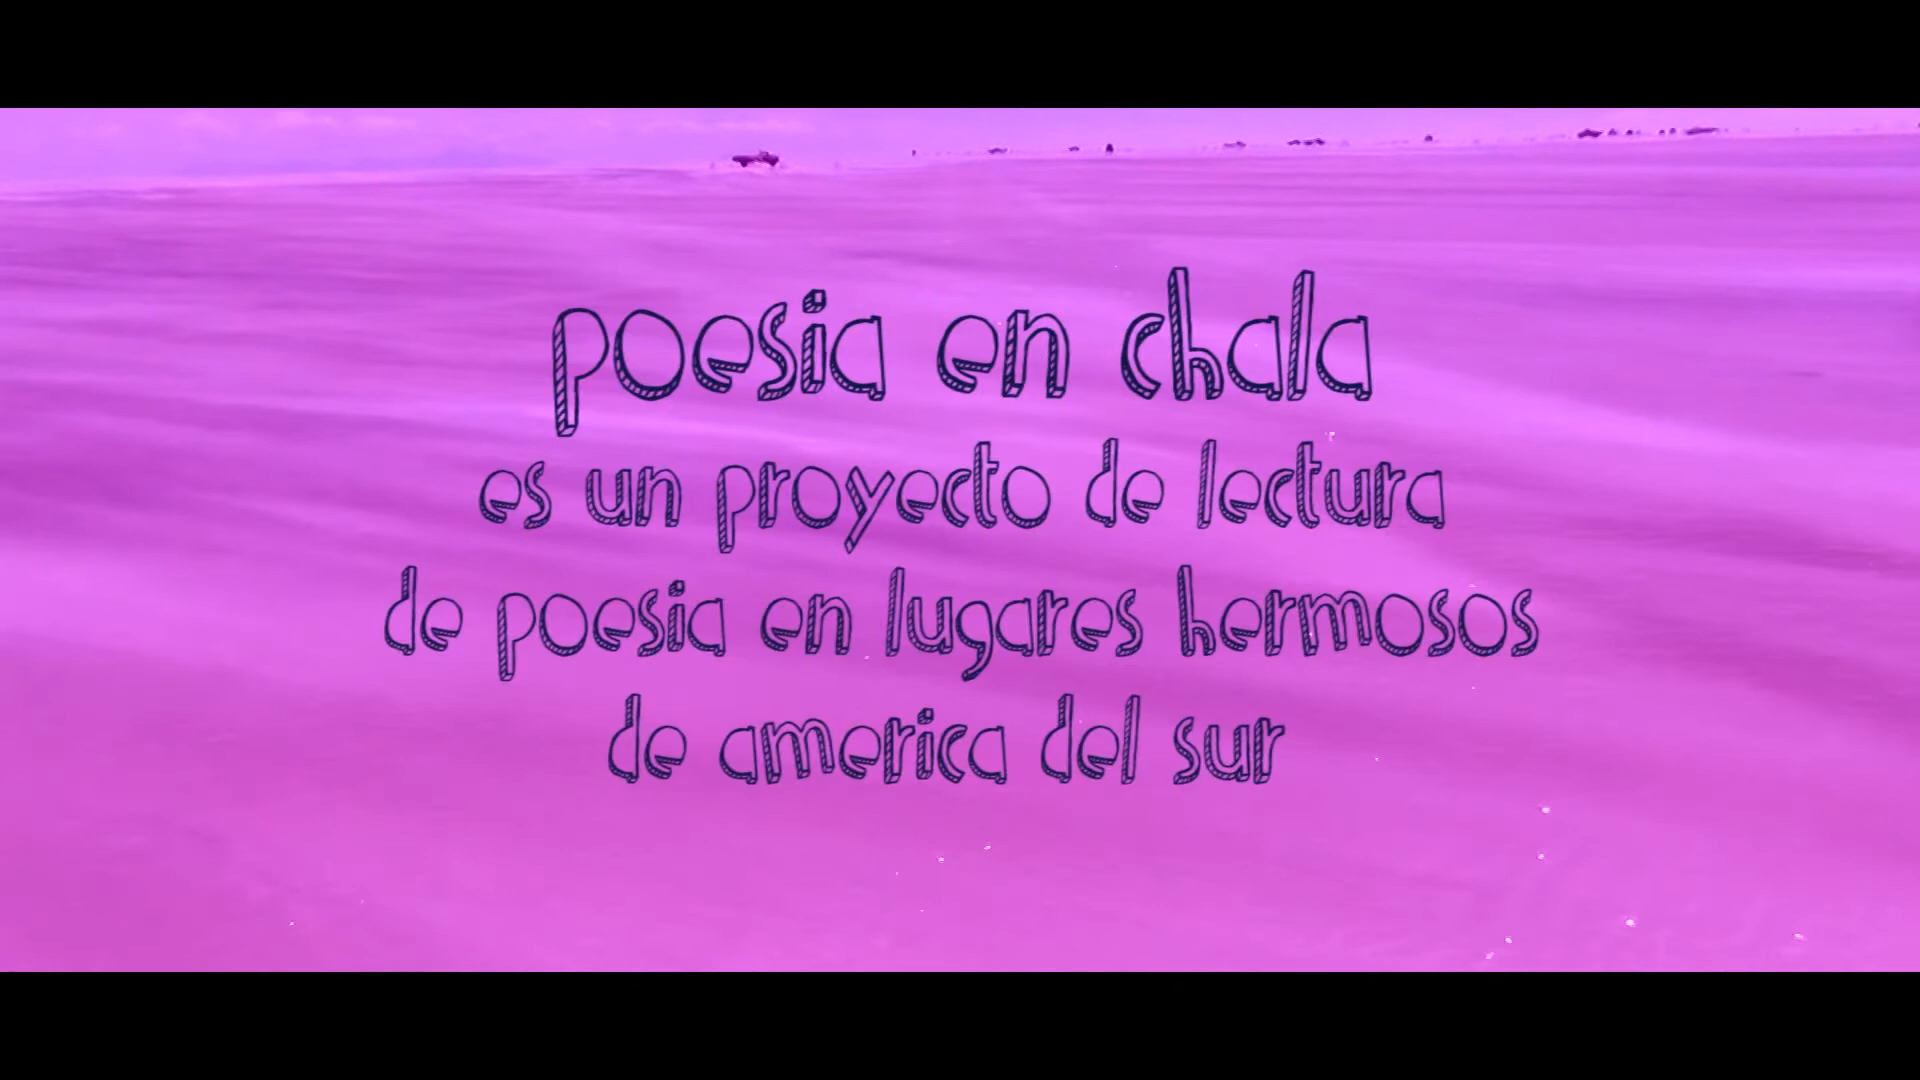 poesia en chala
es un proyecto de lectura
de poesia en lugares hermosos
de america del sur